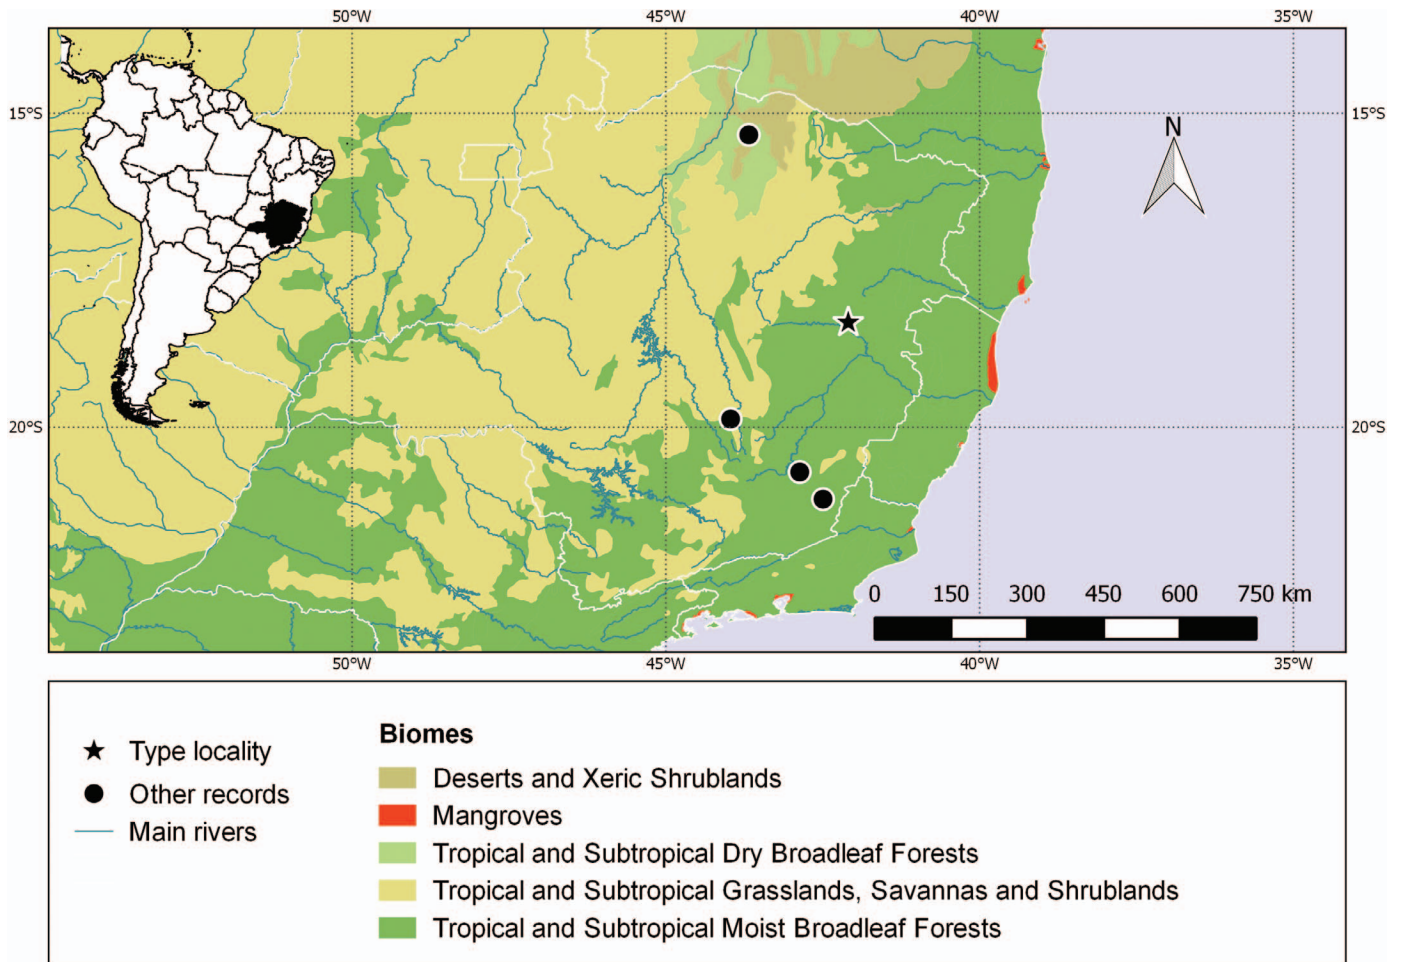 50°W 45°W 40°W 35°W
15°S 15°S
N
20°S 20°S
0 150 300 450 600 750 km
50°W 45°W 40°W 35°W
Type locality
Other records
Main rivers
Biomes
Deserts and Xeric Shrublands
Mangroves
Tropical and Subtropical Dry Broadleaf Forests
Tropical and Subtropical Grasslands, Savannas and Shrublands
Tropical and Subtropical Moist Broadleaf Forests